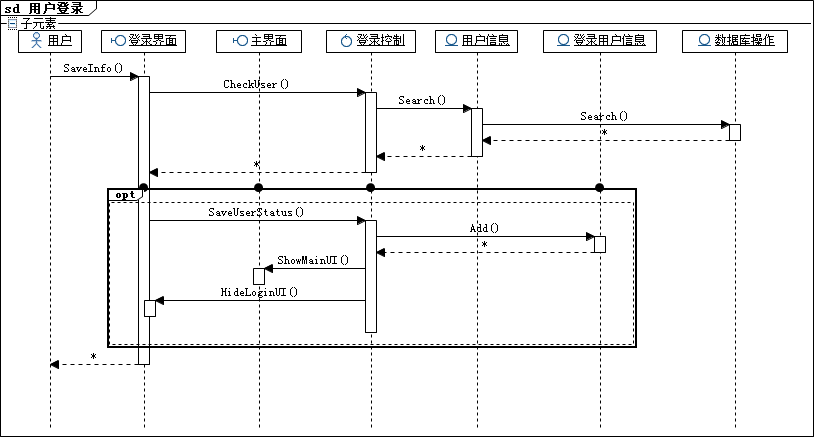 sd 用户登录
子元素
用户 登录界面 主界面 登录控制 用户信息 登录用户信息 数据库操作
SaveInfo()
CheckUser()
Search()
Search()
*
*
*
opt
SaveUserStatus()
Add()
*
ShowMainUI()
HideLoginUI()
*